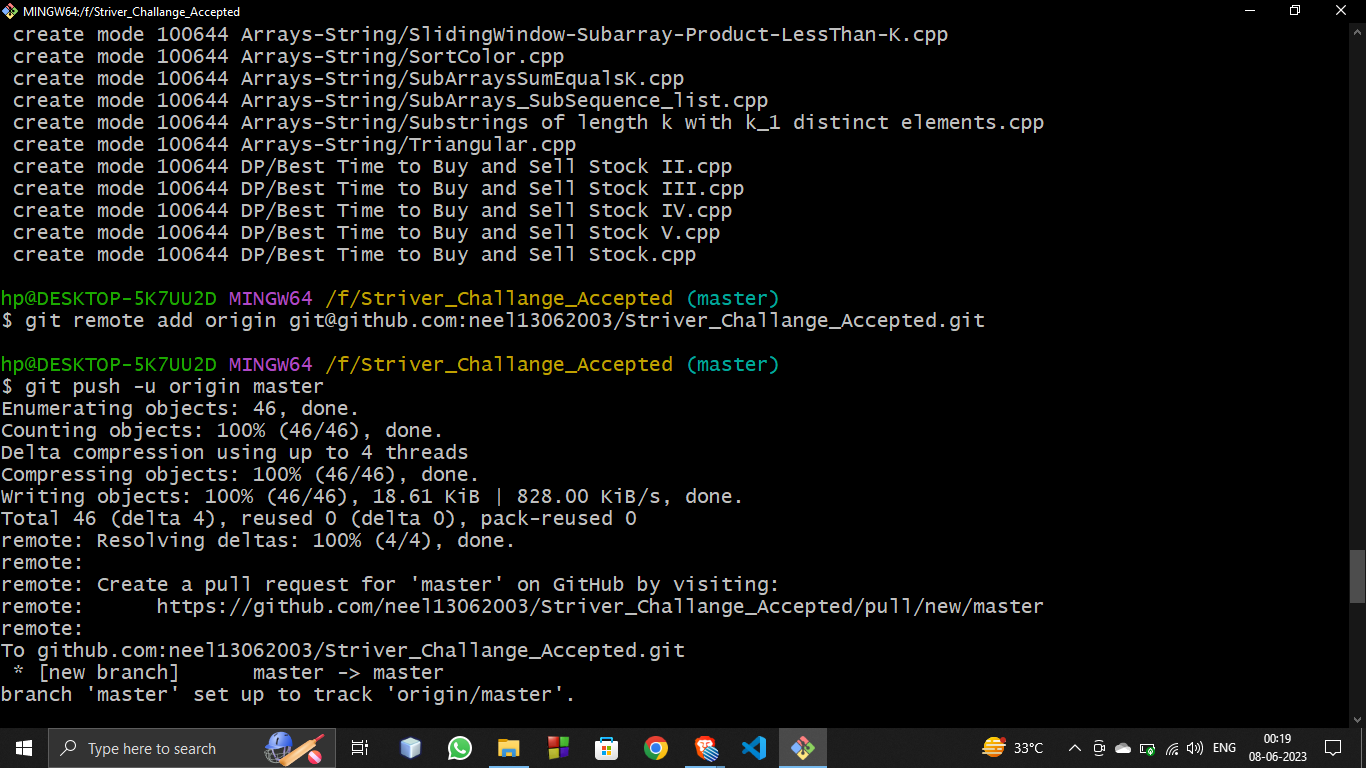 MINGW64:/f/Striver_Challange_Accepted
create mode 100644 Arrays-String/SlidingWindow-Subarray-Product-LessThan-K.cpp
create mode 100644 Arrays-String/SortColor.cpp
create mode 100644 Arrays-String/SubArraysSumEqualsK.cpp
create mode 100644 Arrays-String/SubArrays_SubSequence_list.cpp
create mode 100644 Arrays-String/Substrings of length k with k_1 distinct elements.cpp
create mode 100644 Arrays-String/Triangular.cpp
create mode 100644 DP/Best Time to Buy and Sell Stock II.cpp
create mode 100644 DP/Best Time to Buy and Sell Stock III.cpp
create mode 100644 DP/Best Time to Buy and Sell Stock IV.cpp
create mode 100644 DP/Best Time to Buy and Sell Stock V.cpp
create mode 100644 DP/Best Time to Buy and Sell Stock.cpp
hp@DESKTOP-5K7UU2D MINGW64 /f/Striver_Challange_Accepted (master)
$ git remote add origin git@github.com:neel13062003/Striver_Challange_Accepted.git
hp@DESKTOP-5K7UU2D MINGW64 /f/Striver_Challange_Accepted (master)
$ git push -u origin master
Enumerating objects: 46, done.
Counting objects: 100% (46/46), done.
Delta compression using up to 4 threads
Compressing objects: 100% (46/46), done.
Writing objects: 100% (46/46), 18.61 KiB | 828.00 KiB/s, done.
Total 46 (delta 4), reused 0 (delta 0), pack-reused 0
remote: Resolving deltas: 100% (4/4), done.
remote:
remote: Create a pull request for 'master' on GitHub by visiting:
remote:      https://github.com/neel13062003/Striver_Challange_Accepted/pull/new/master
remote:
To github.com:neel13062003/Striver_Challange_Accepted.git
* [new branch]      master -> master
branch 'master' set up to track 'origin/master'.
Type here to search
33°C
ENG
00:19
08-06-2023